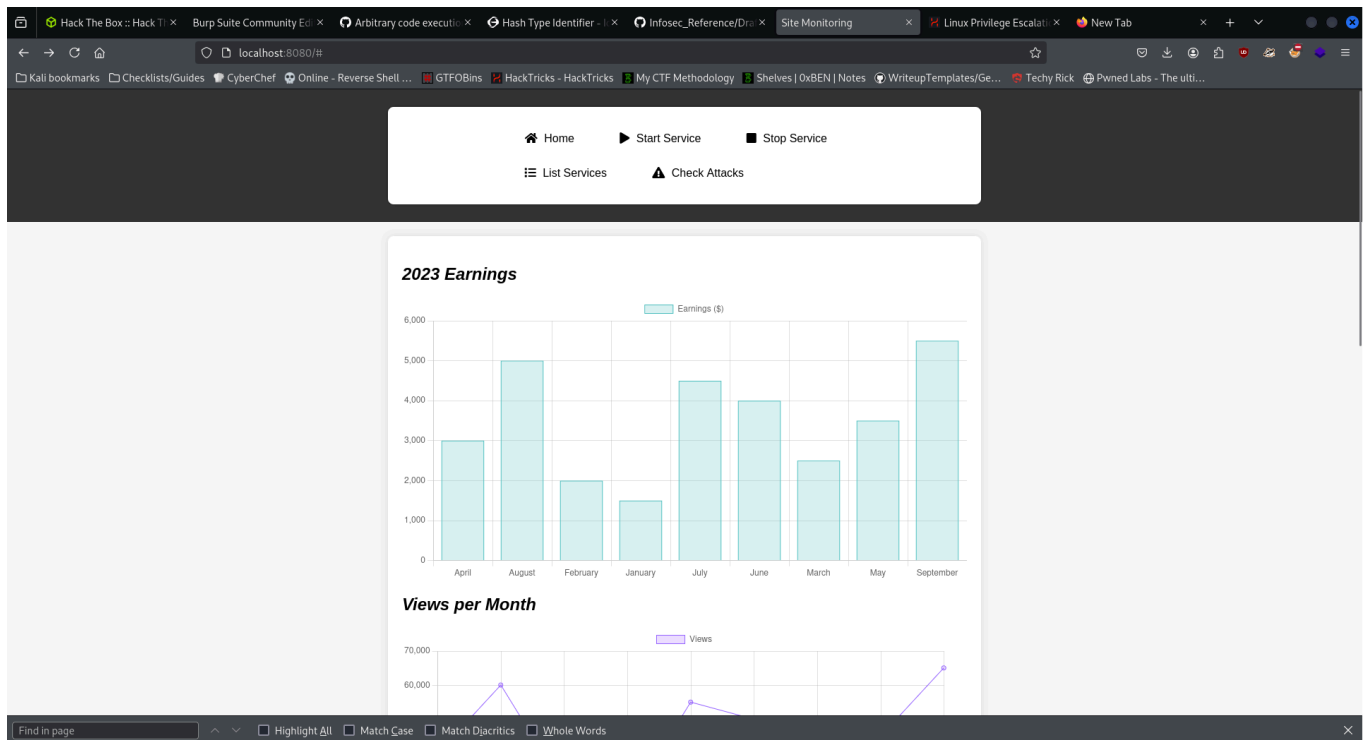 Hack The Box :: Hack Th Burp Suite Community Edi Arbitrary code executio Hash Type Identifier - Infosec_Reference/Dra Site Monitoring Linux Privilege Escalati New Tab
localhost:8080/#
Kali bookmarks Checklists/Guides CyberChef Online - Reverse Shell ... GTFOBins HackTricks - HackTricks My CTF Methodology Shelves | 0xBEN | Notes WriteupTemplates/Ge... Techy Rick Pwned Labs - The ulti...
Home Start Service Stop Service
List Services Check Attacks
2023 Earnings
Earnings ($)
6,000
5,000
4,000
3,000
2,000
1,000
0
April August February January July June March May September
Views per Month
Views
70,000
60,000
Find in page Highlight All Match Case Match Diacritics Whole Words